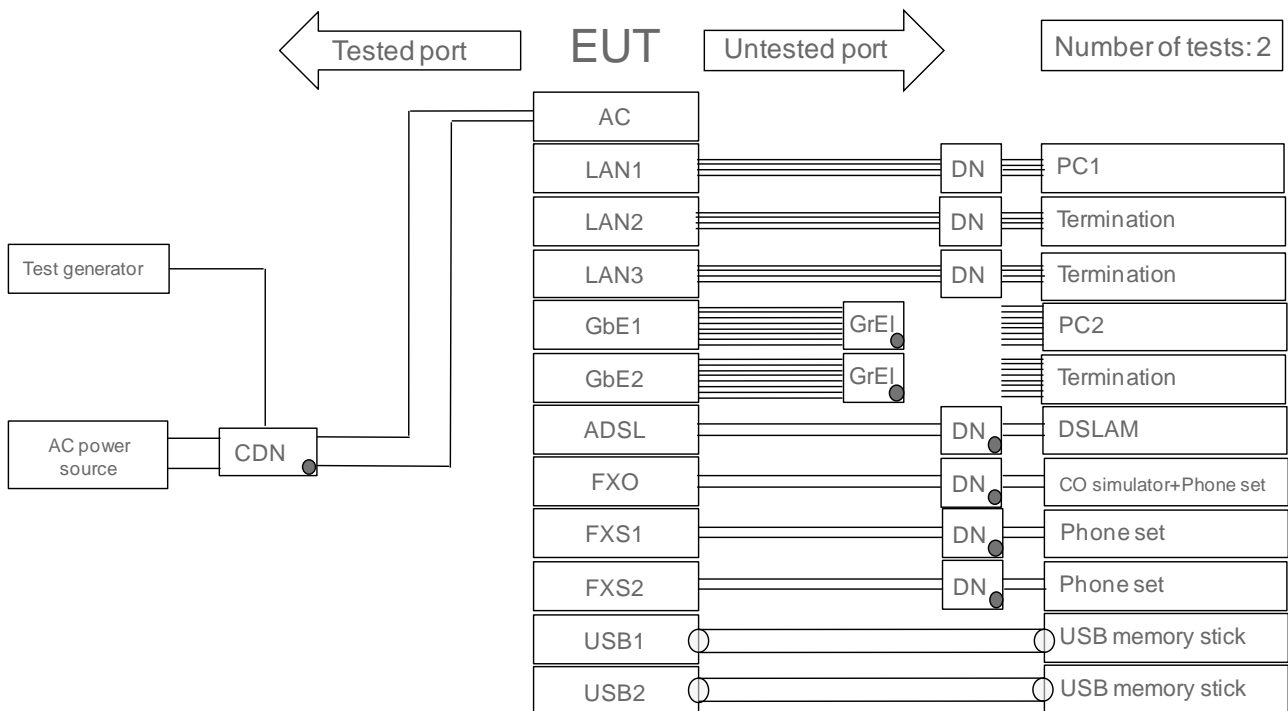 Tested port
EUT
Untested port
Number of tests: 2
AC
LAN1
DN
PC1
LAN2
DN
Termination
Test generator
LAN3
DN
Termination
GbE1
GrEI
PC2
GbE2
GrEI
Termination
AC power
source
CDN
ADSL
DN
DSLAM
FXO
DN
CO simulator+Phone set
FXS1
DN
Phone set
FXS2
DN
Phone set
USB1
USB memory stick
USB2
USB memory stick